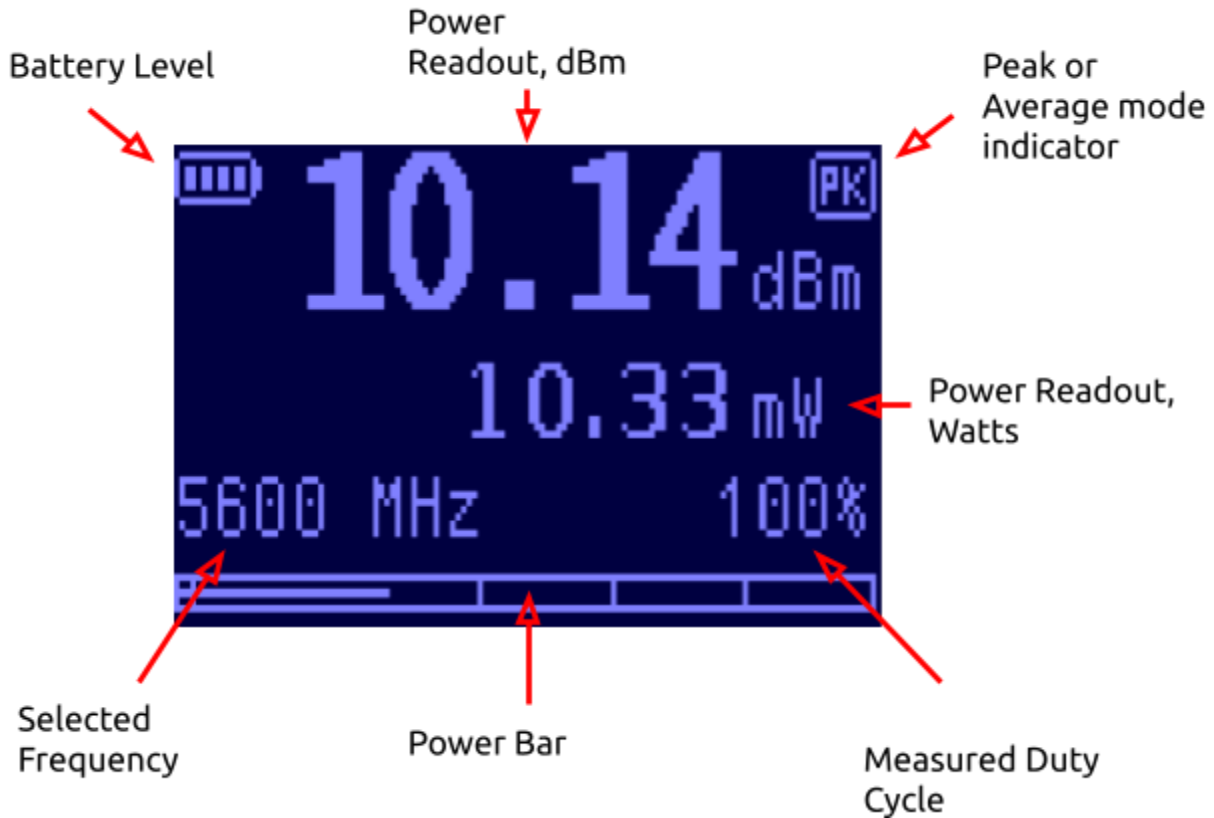 Power
Readout, dBm
Battery Level
Peak or
Average mode
indicator
10.14 dBm
PK
10.33 mW
Power Readout,
Watts
5600 MHz 100%
Selected
Frequency
Power Bar
Measured Duty
Cycle